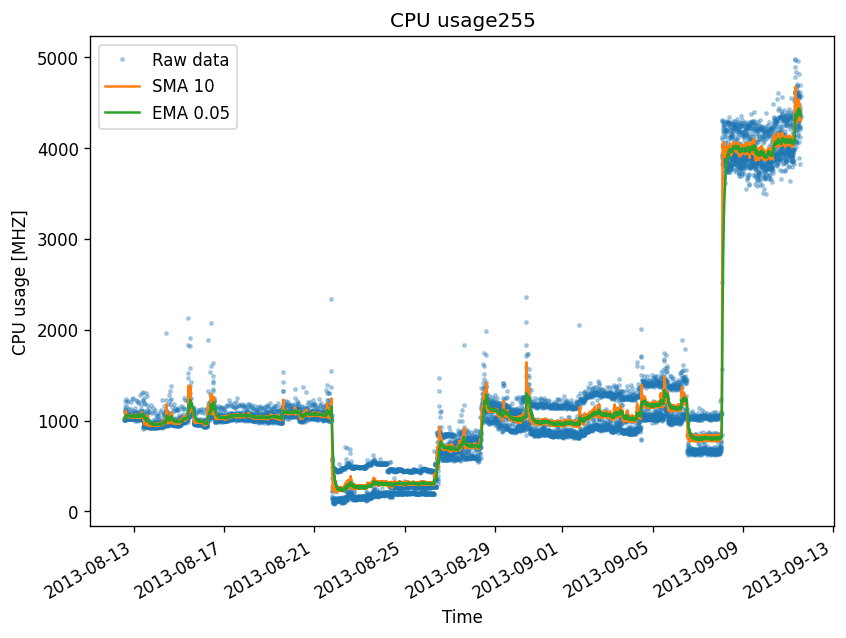 CPU usage255
Raw data
SMA 10
EMA 0.05
5000
4000
3000
2000
1000
0
CPU usage [MHZ]
2013-08-13
2013-08-17
2013-08-21
2013-08-25
2013-08-29
2013-09-01
2013-09-05
2013-09-09
2013-09-13
Time